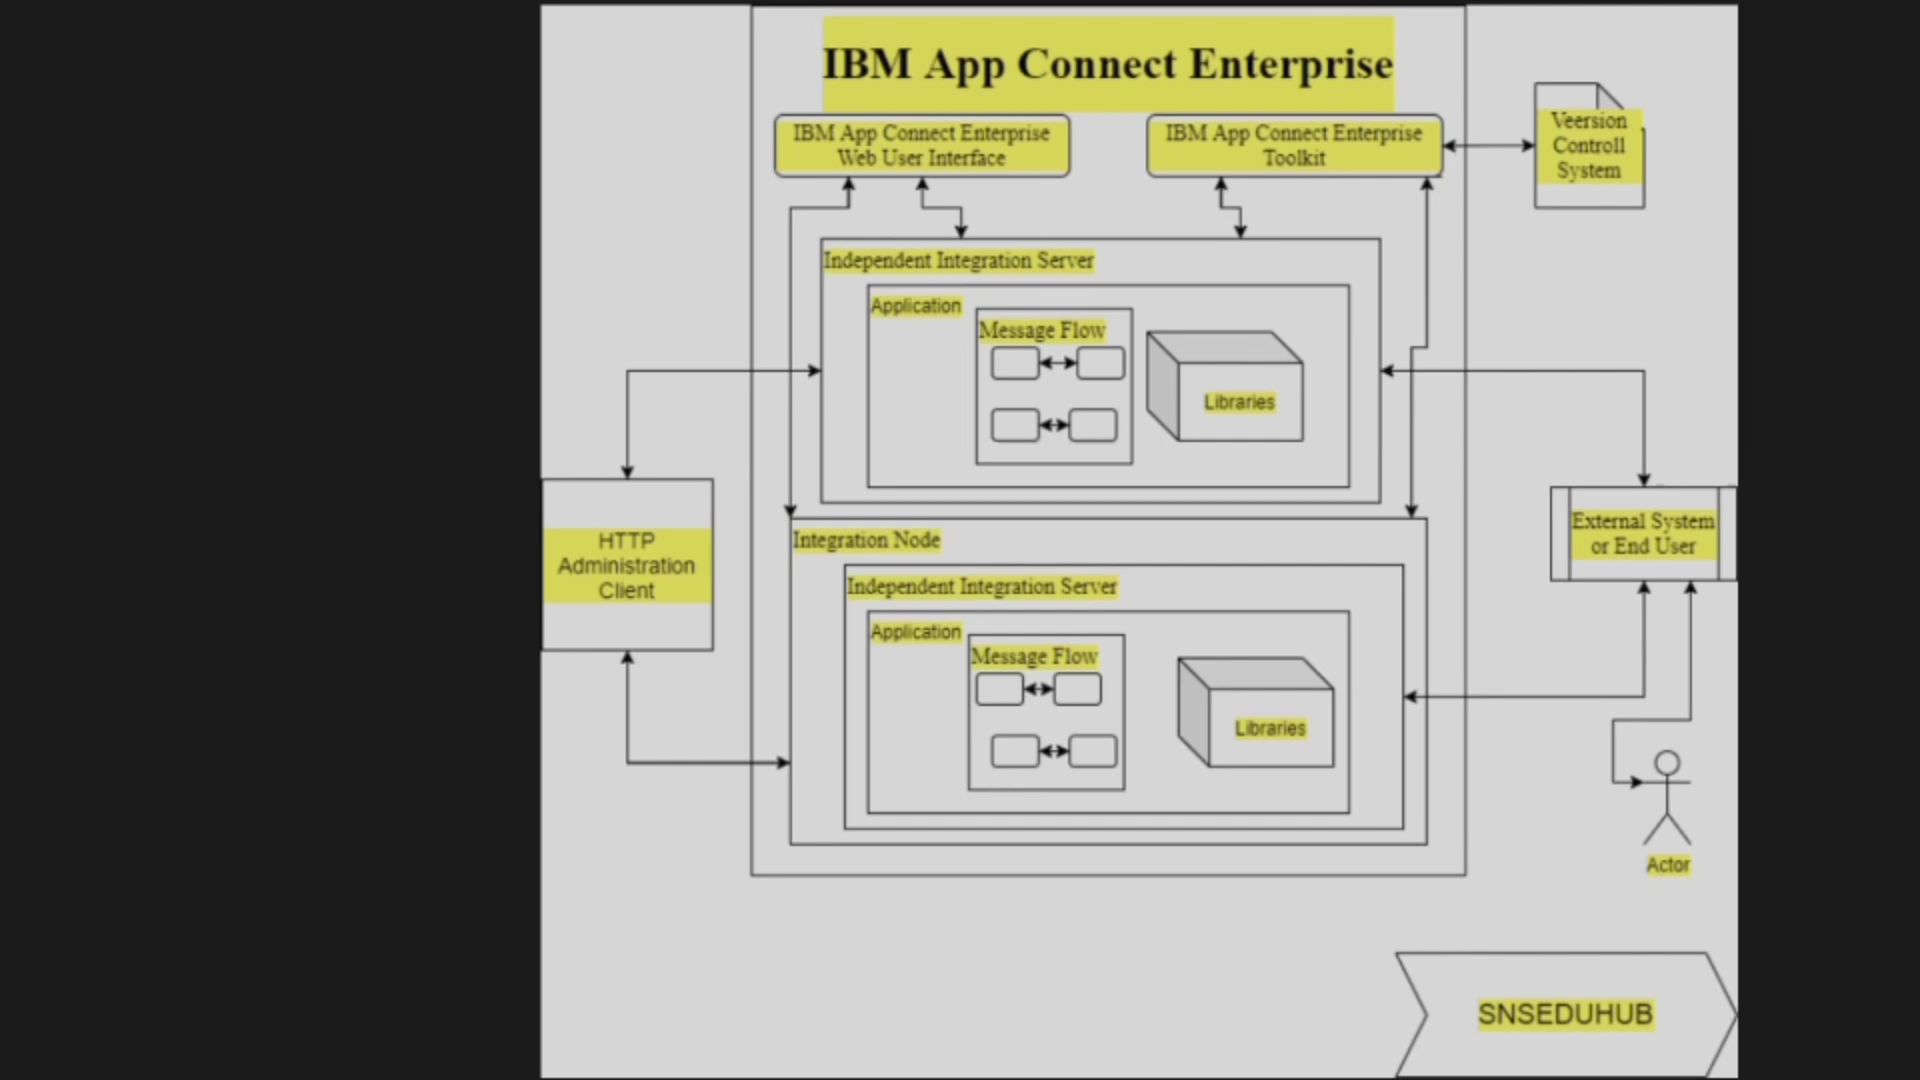 IBM App Connect Enterprise
IBM App Connect Enterprise
Web User Interface
IBM App Connect Enterprise
Toolkit
Veersion
Controll
System
Independent Integration Server
Application
Message Flow
Libraries
HTTP
Administration
Client
External System
or End User
Integration Node
Independent Integration Server
Application
Message Flow
Libraries
Actor
SNSEDUHUB